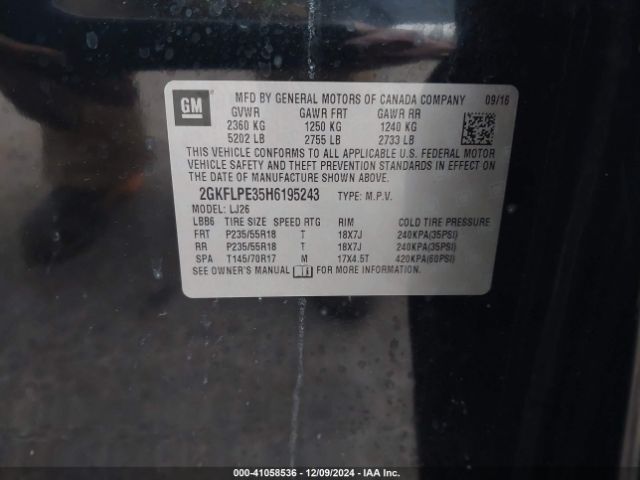 GM
MFD BY GENERAL MOTORS OF CANADA COMPANY 09/16
GVWR GAWR FRT GAWR RR
2360 KG 1250 KG 1240 KG
5202 LB 2755 LB 2733 LB
THIS VEHICLE CONFORMS TO ALL APPLICABLE U.S. FEDERAL MOTOR
VEHICLE SAFETY AND THEFT PREVENTION STANDARDS IN EFFECT ON
THE DATE OF MANUFACTURE SHOWN ABOVE.
2GKFLPE35H6195243 TYPE: M.P.V.
MODEL: LJ26
LBB6 TIRE SIZE SPEED RTG RIM COLD TIRE PRESSURE
FRT P235/55R18 T 18X7J 240KPA(35PSI)
RR P235/55R18 T 18X7J 240KPA(35PSI)
SPA T145/70R17 M 17X4.5T 420KPA(60PSI)
SEE OWNER'S MANUAL FOR MORE INFORMATION.
000-41058536 - 12/09/2024 - IAA Inc.